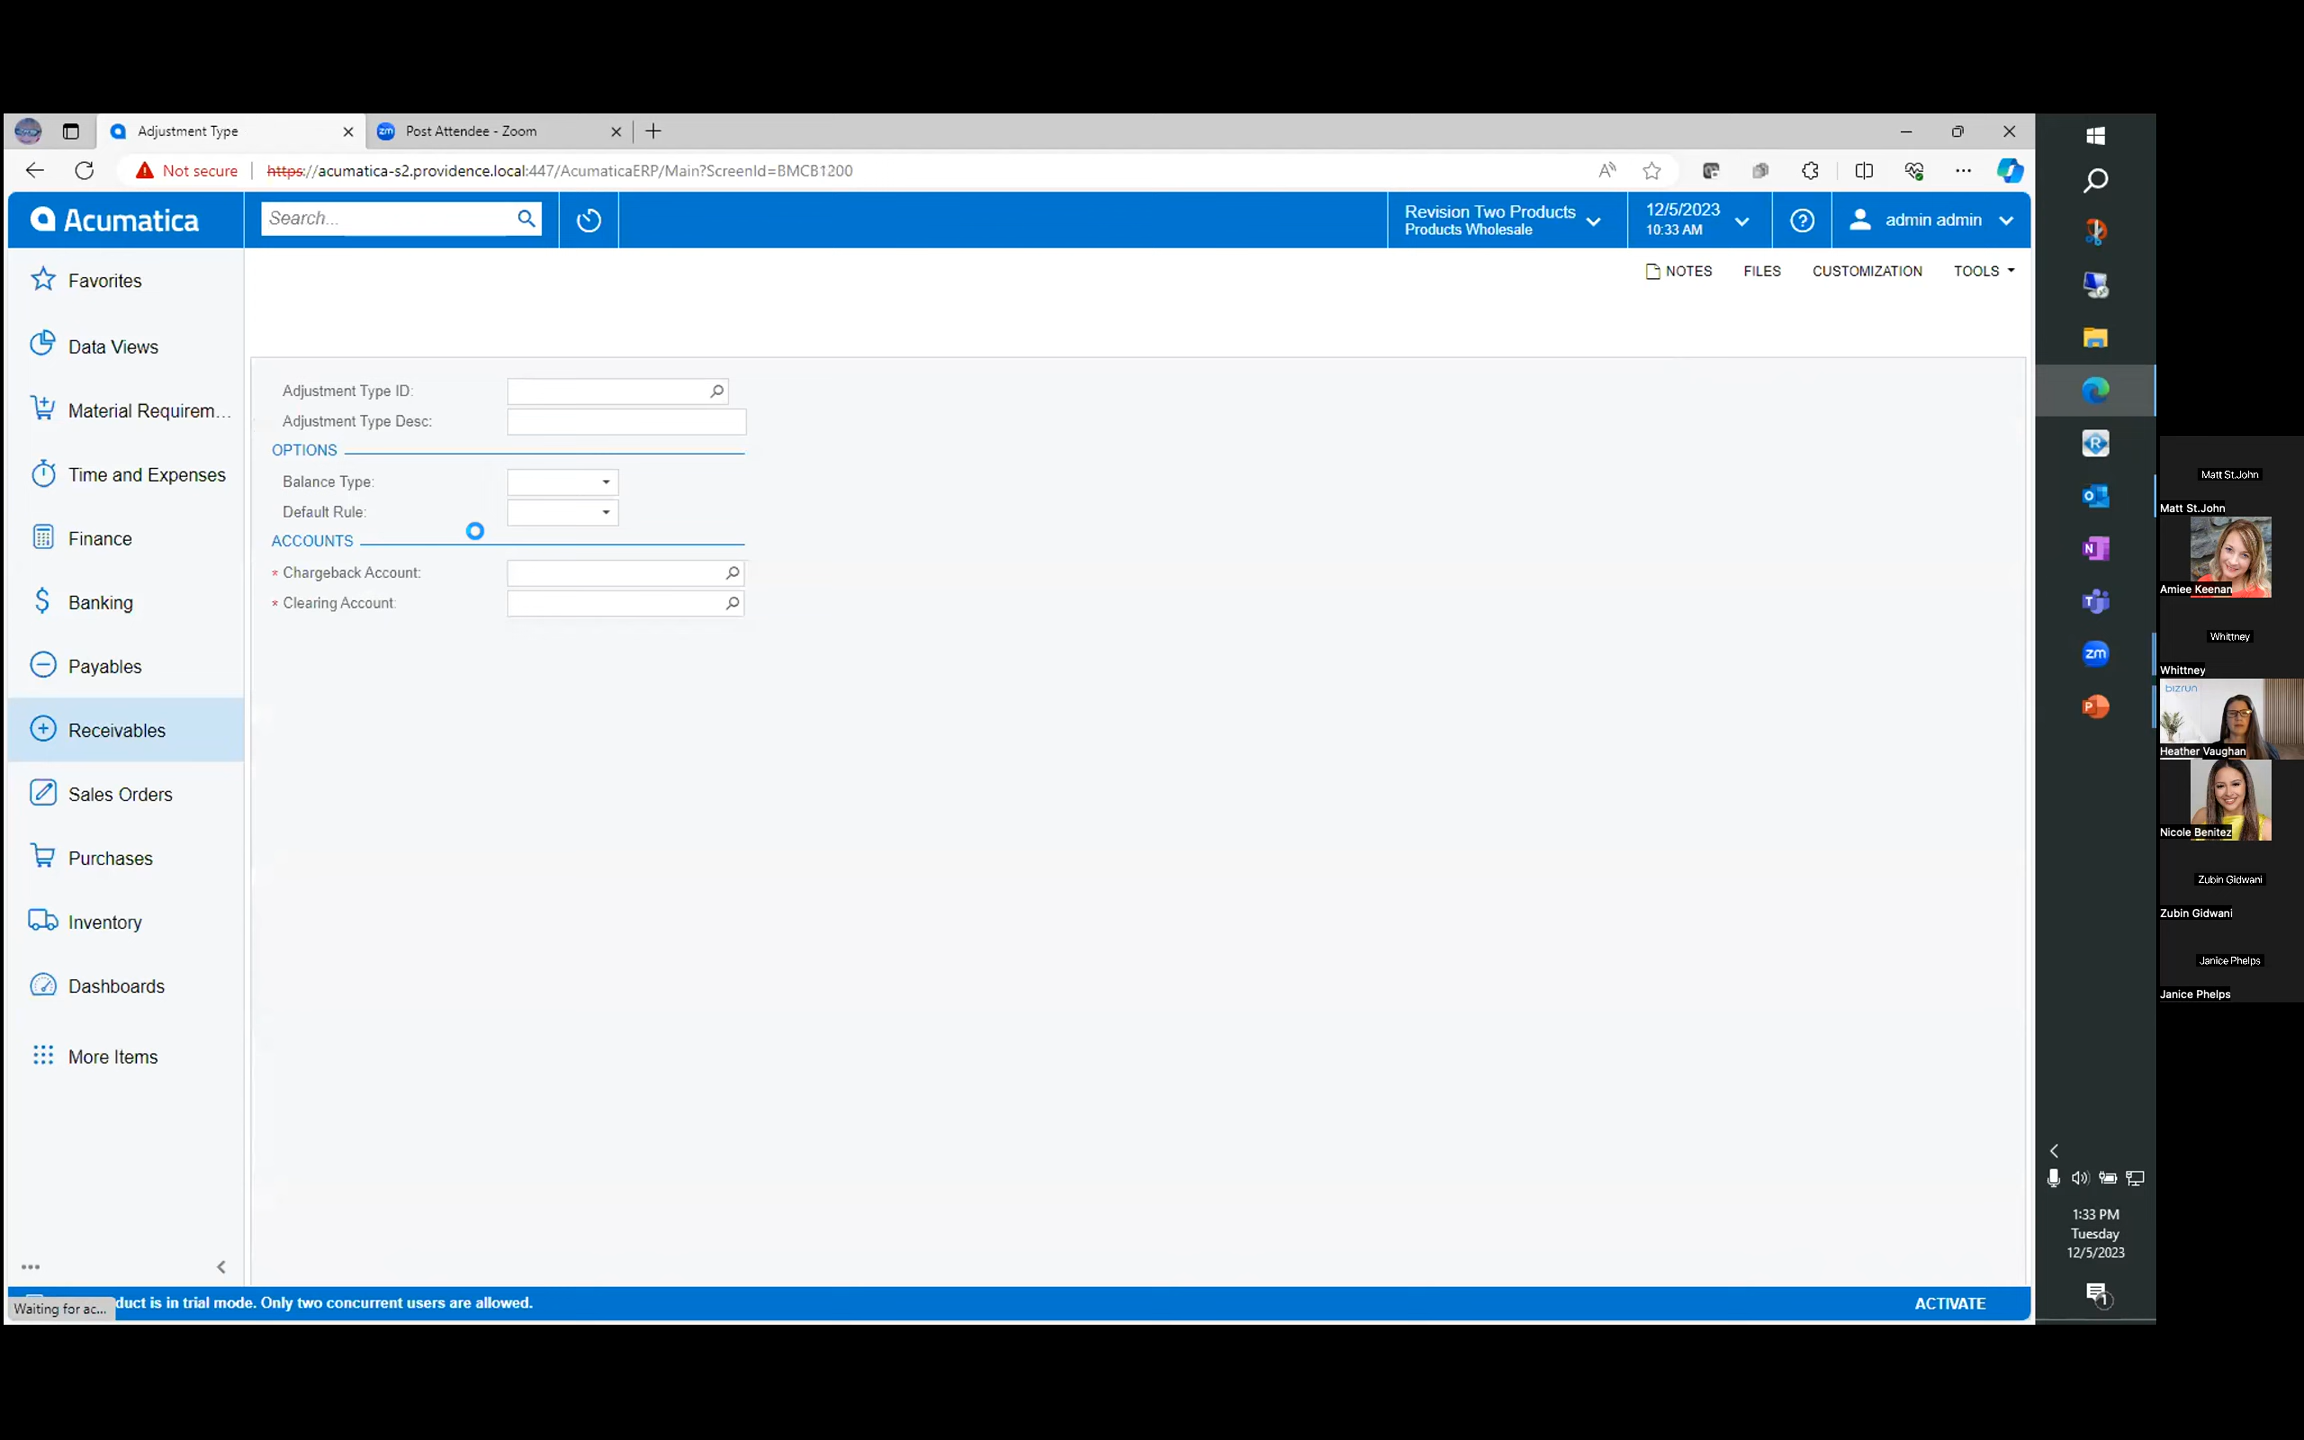 Adjustment Type
Post Attendee - Zoom
Not secure
https://acumatica-s2.providence.local:447/AcumaticaERP/Main?ScreenId=BMCB1200
Acumatica
Search...
Revision Two Products
Products Wholesale
12/5/2023
10:33 AM
admin admin
NOTES
FILES
CUSTOMIZATION
TOOLS
Favorites
Data Views
Material Requirem...
Time and Expenses
Finance
Banking
Payables
Receivables
Sales Orders
Purchases
Inventory
Dashboards
More Items
Adjustment Type ID:
Adjustment Type Desc:
OPTIONS
Balance Type:
Default Rule:
ACCOUNTS
* Chargeback Account:
* Clearing Account:
Waiting for ac...
duct is in trial mode. Only two concurrent users are allowed.
ACTIVATE
1:33 PM
Tuesday
12/5/2023
1
Matt St.John
Matt St.John
Amiee Keenan
Whittney
Whittney
bizrun
Heather Vaughan
Nicole Benitez
Zubin Gidwani
Zubin Gidwani
Janice Phelps
Janice Phelps